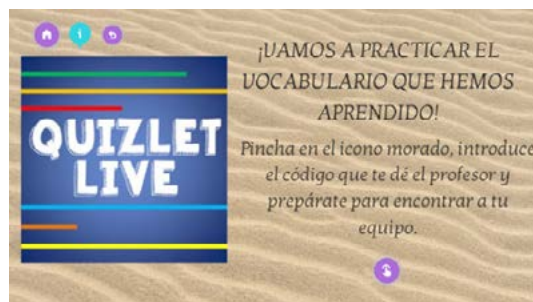 ¡VAMOS A PRACTICAR EL
VOCABULARIO QUE HEMOS
APRENDIDO!
QUIZLET
LIVE
Pincha en el icono morado, introduce
el código que te dé el profesor y
prepárate para encontrar a tu
equipo.